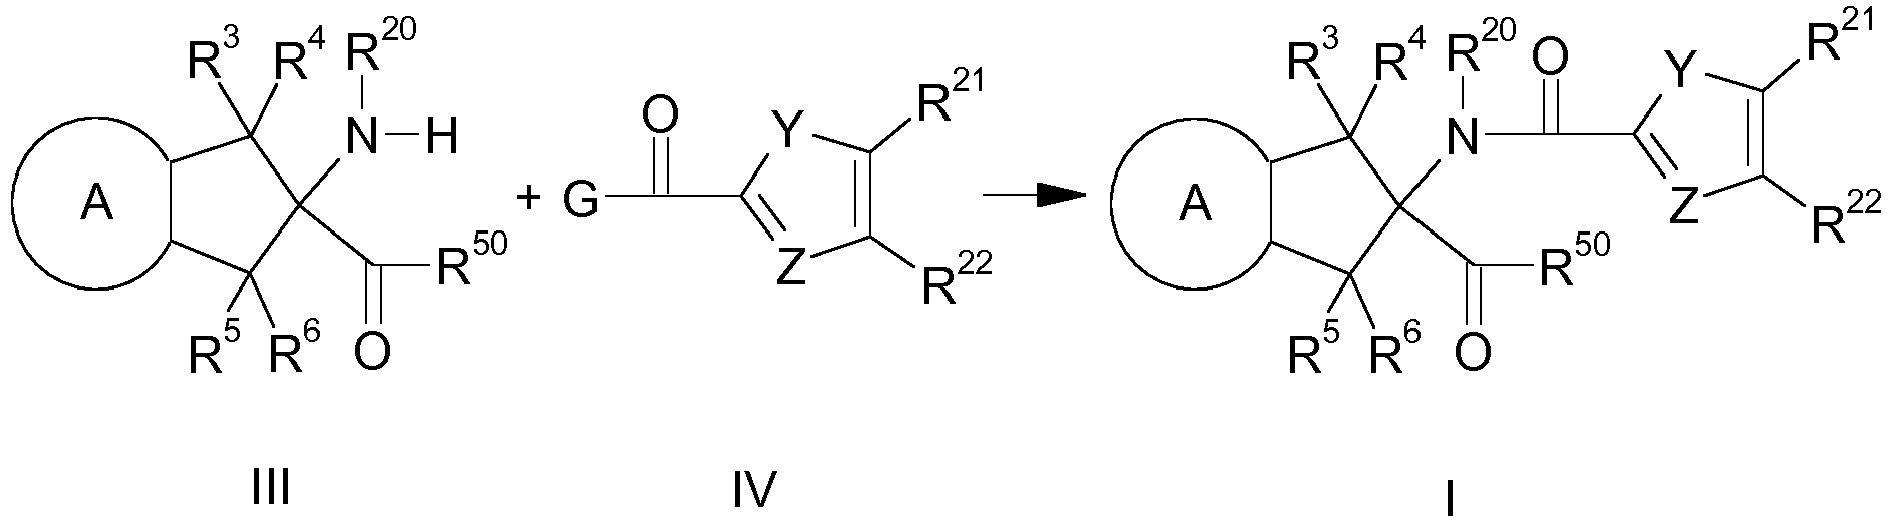 R3 R4 R20
N H
A
R50
O
R5 R6
III
+
G
O
Y
Z
R21
R22
IV
R3 R4 R20
N
O
Y
Z
R21
R22
A
R50
O
R5 R6
I